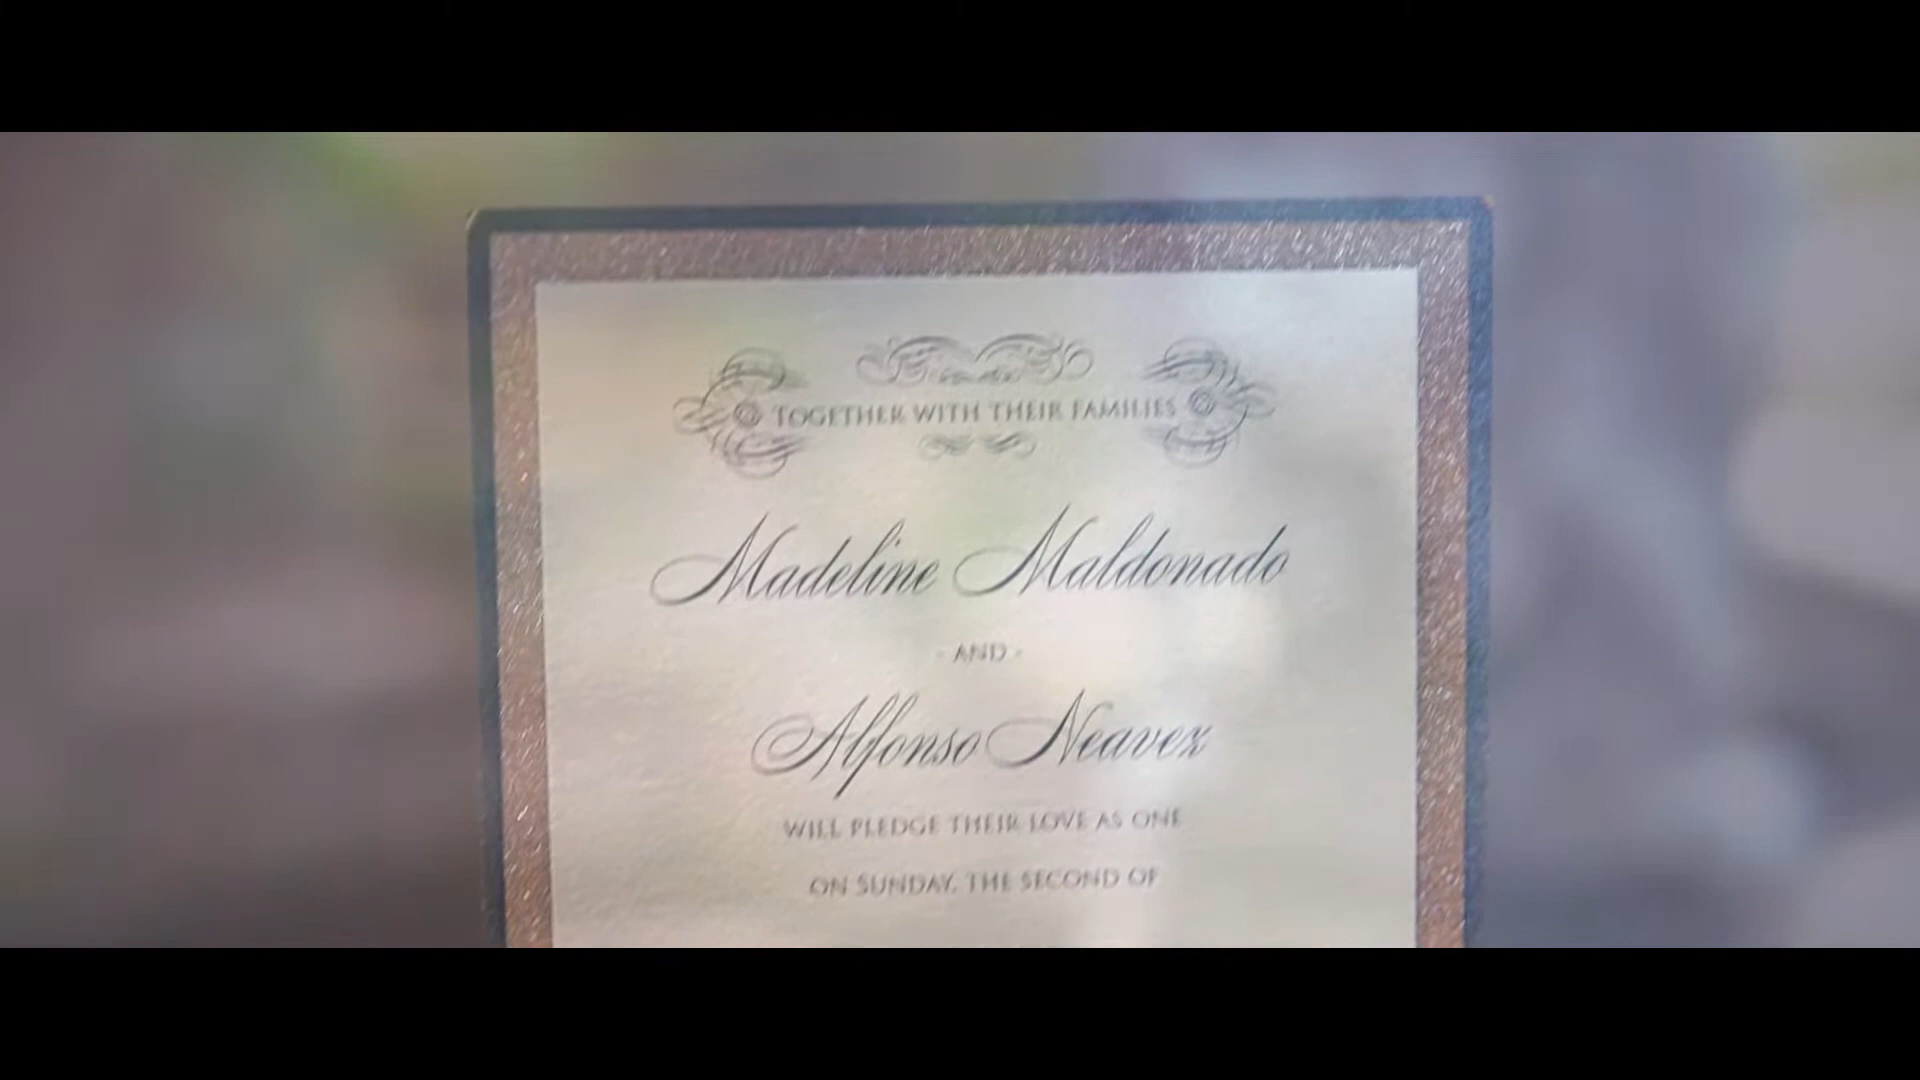 TOGETHER WITH THEIR FAMILIES
Madeline Maldonado
- AND -
Alfonso Neavez
WILL PLEDGE THEIR LOVE AS ONE
ON SUNDAY, THE SECOND OF